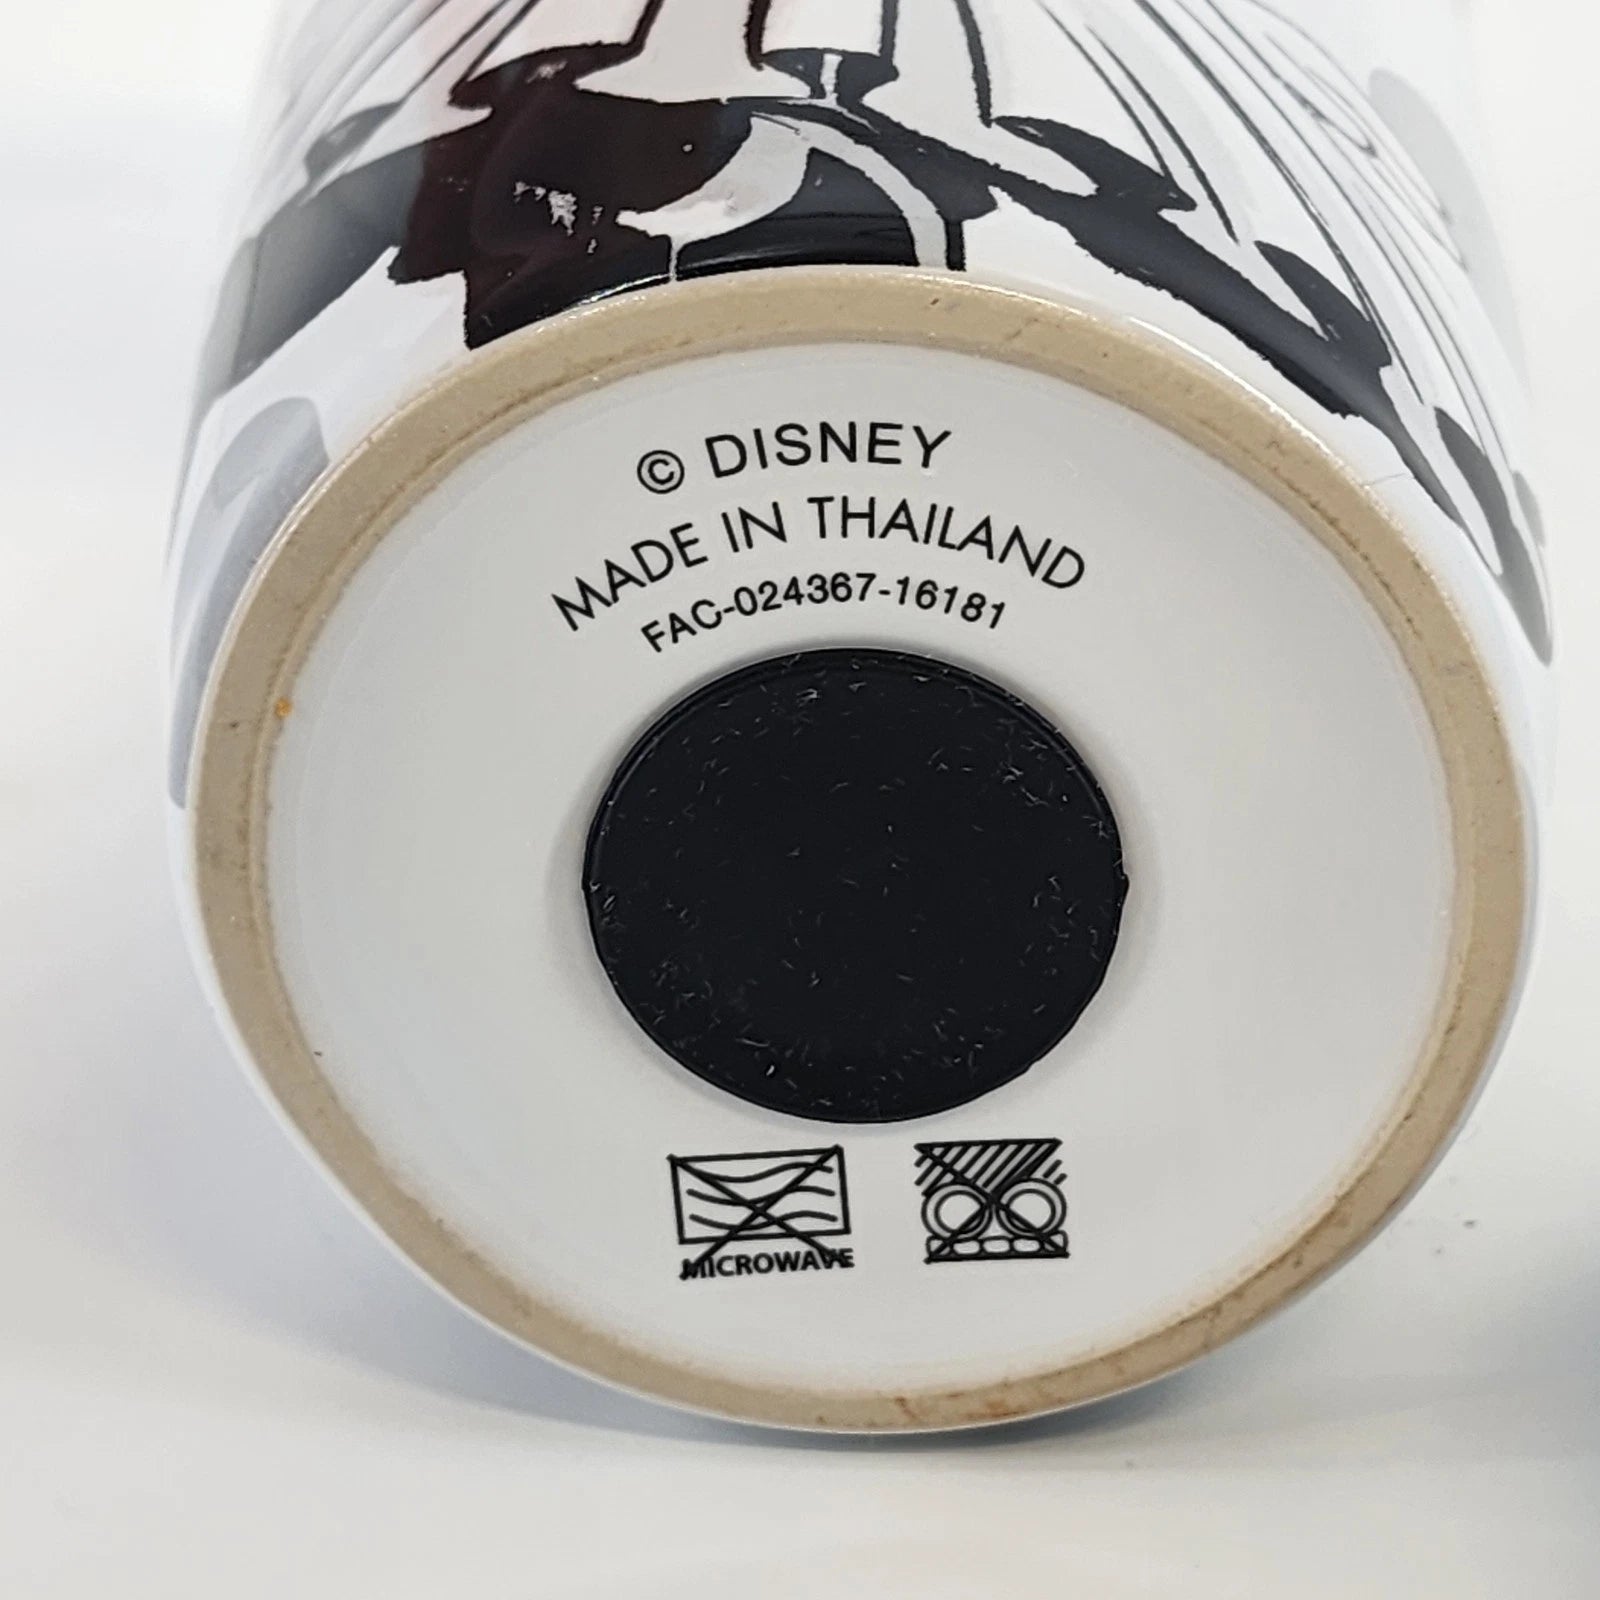 © DISNEY
MADE IN THAILAND
FAC-024367-16181
MICROWAVE